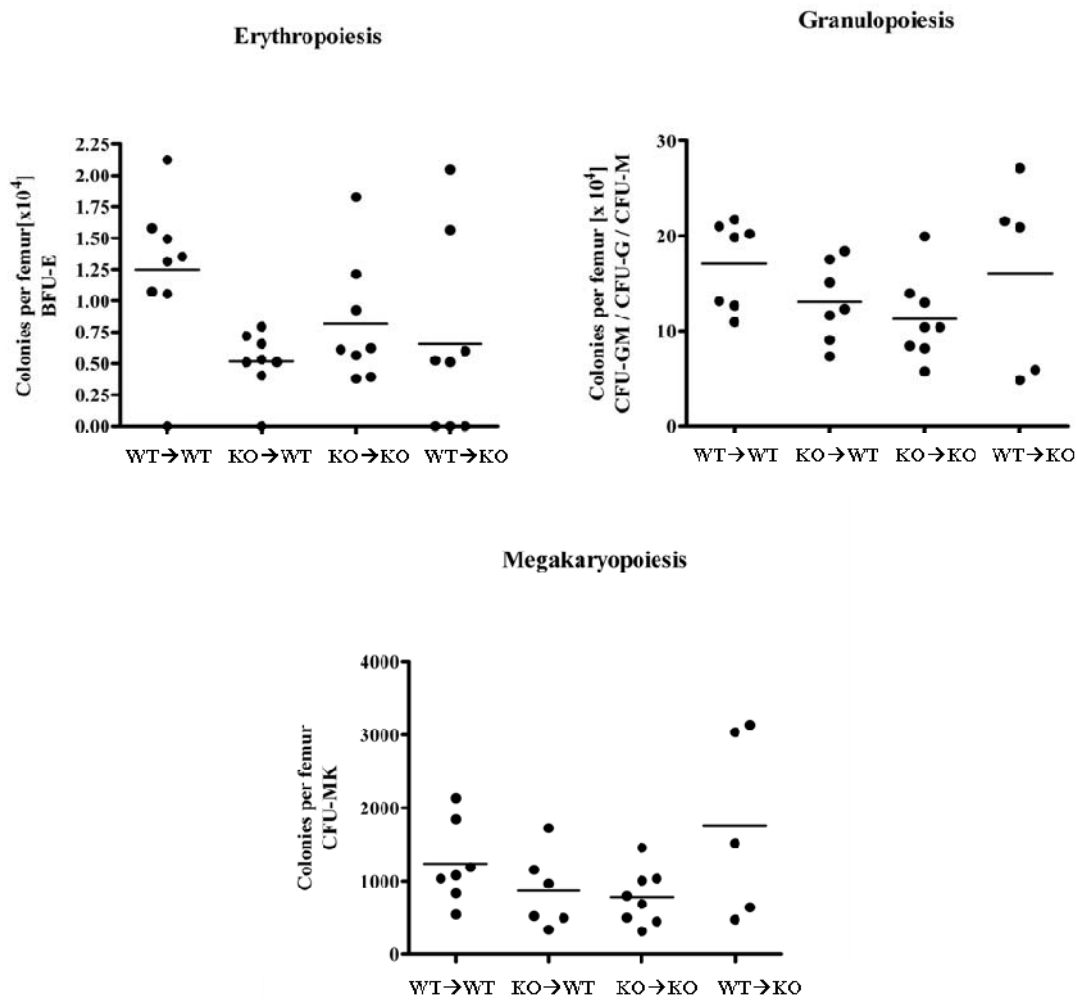 Erythropoiesis
Colonies per femur[x10⁴]
BFU-E
2.25
2.00
1.75
1.50
1.25
1.00
0.75
0.50
0.25
0.00
WT→WT KO→WT KO→KO WT→KO
Granulopoiesis
Colonies per femur [x 10⁴]
CFU-GM / CFU-G / CFU-M
30
20
10
0
WT→WT KO→WT KO→KO WT→KO
Megakaryopoiesis
Colonies per femur
CFU-MK
4000
3000
2000
1000
0
WT→WT KO→WT KO→KO WT→KO